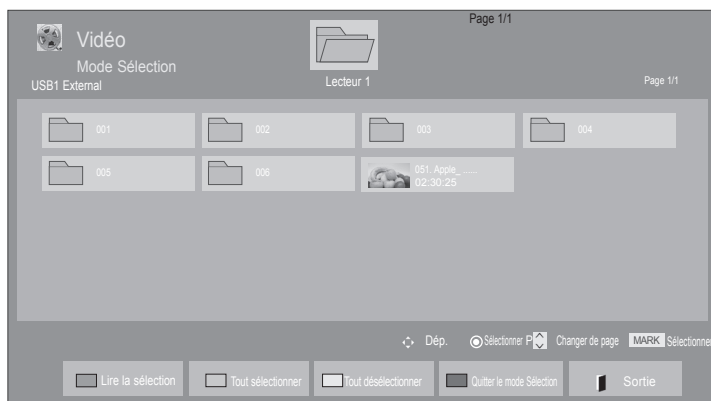 Page 1/1
Vidéo
Mode Sélection
USB1 External
Lecteur 1
Page 1/1
001
002
003
004
005
006
051. Apple_ ......
02:30:25
Dép.
Sélectionner
P
Changer de page
MARK
Sélectionner
Lire la sélection
Tout sélectionner
Tout désélectionner
Quitter le mode Sélection
Sortie